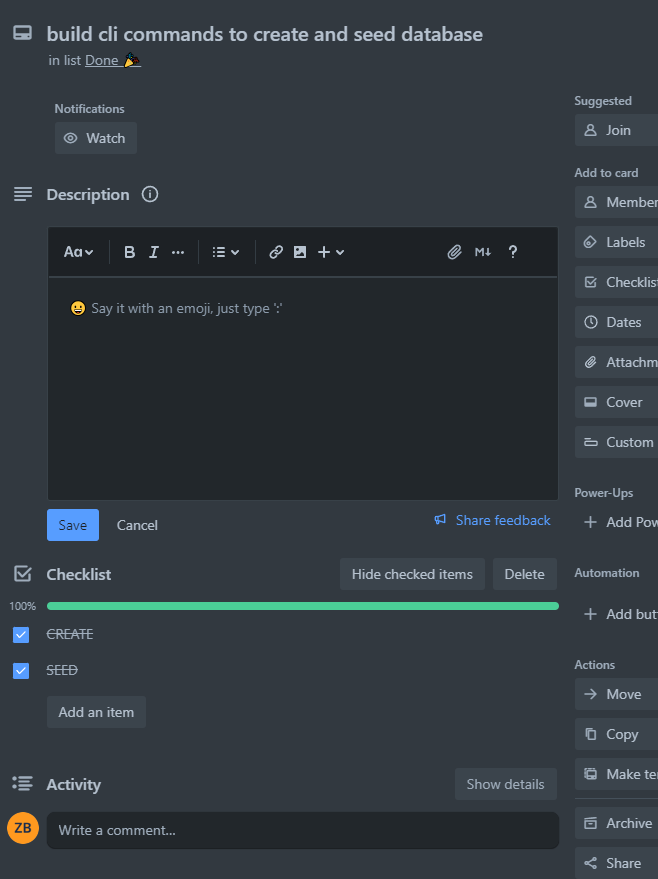 build cli commands to create and seed database
in list Done 🎉
Notifications
Watch
Description
Aa
B I ...
M↓ ?
😀 Say it with an emoji, just type ':'
Save
Cancel
Share feedback
Checklist
Hide checked items
Delete
100%
CREATE
SEED
Add an item
Activity
Show details
ZB
Write a comment…
Suggested
Join
Add to card
Member
Labels
Checklist
Dates
Attachm
Cover
Custom
Power-Ups
+ Add Pow
Automation
+ Add butt
Actions
Move
Copy
Make te
Archive
Share